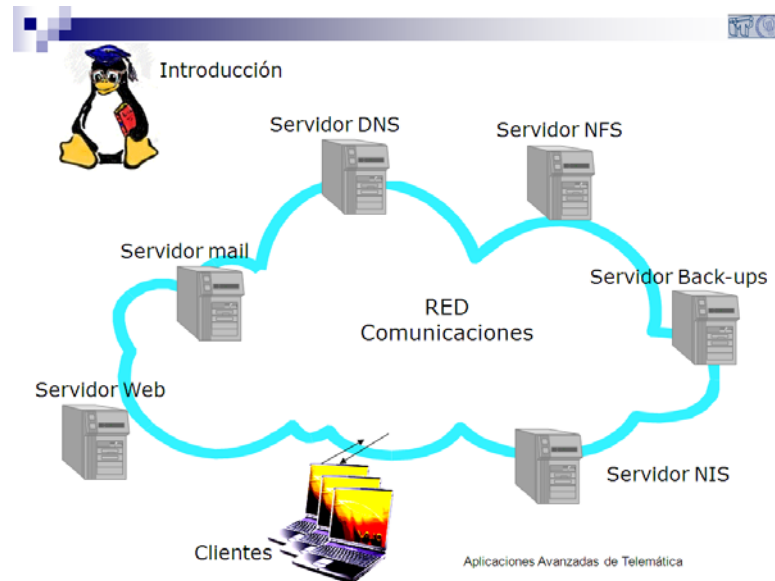 Introducción
Servidor DNS
Servidor NFS
Servidor mail
Servidor Back-ups
RED
Comunicaciones
Servidor Web
Servidor NIS
Clientes
Aplicaciones Avanzadas de Telemática